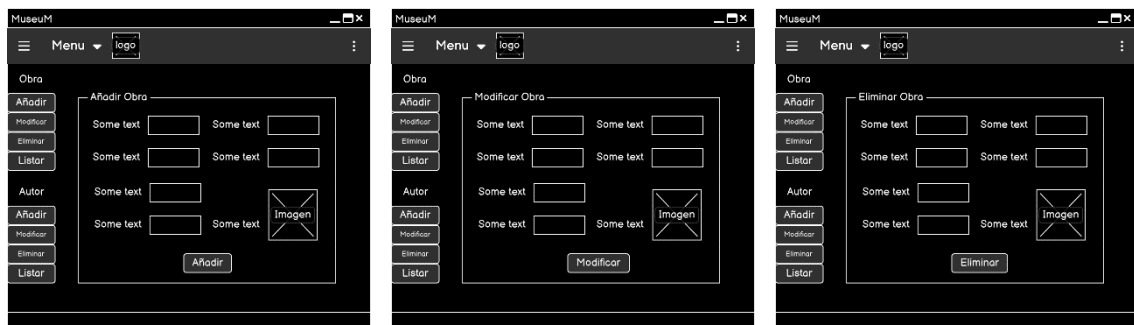 MuseuM
Menu logo
Obra
Añadir
Modificar
Eliminar
Listar
Autor
Añadir
Modificar
Eliminar
Listar
Añadir Obra
Some text Some text
Some text Some text
Some text
Some text Some text Imagen
Añadir
MuseuM
Menu logo
Obra
Añadir
Modificar
Eliminar
Listar
Autor
Añadir
Modificar
Eliminar
Listar
Modificar Obra
Some text Some text
Some text Some text
Some text
Some text Some text Imagen
Modificar
MuseuM
Menu logo
Obra
Añadir
Modificar
Eliminar
Listar
Autor
Añadir
Modificar
Eliminar
Listar
Eliminar Obra
Some text Some text
Some text Some text
Some text
Some text Some text Imagen
Eliminar